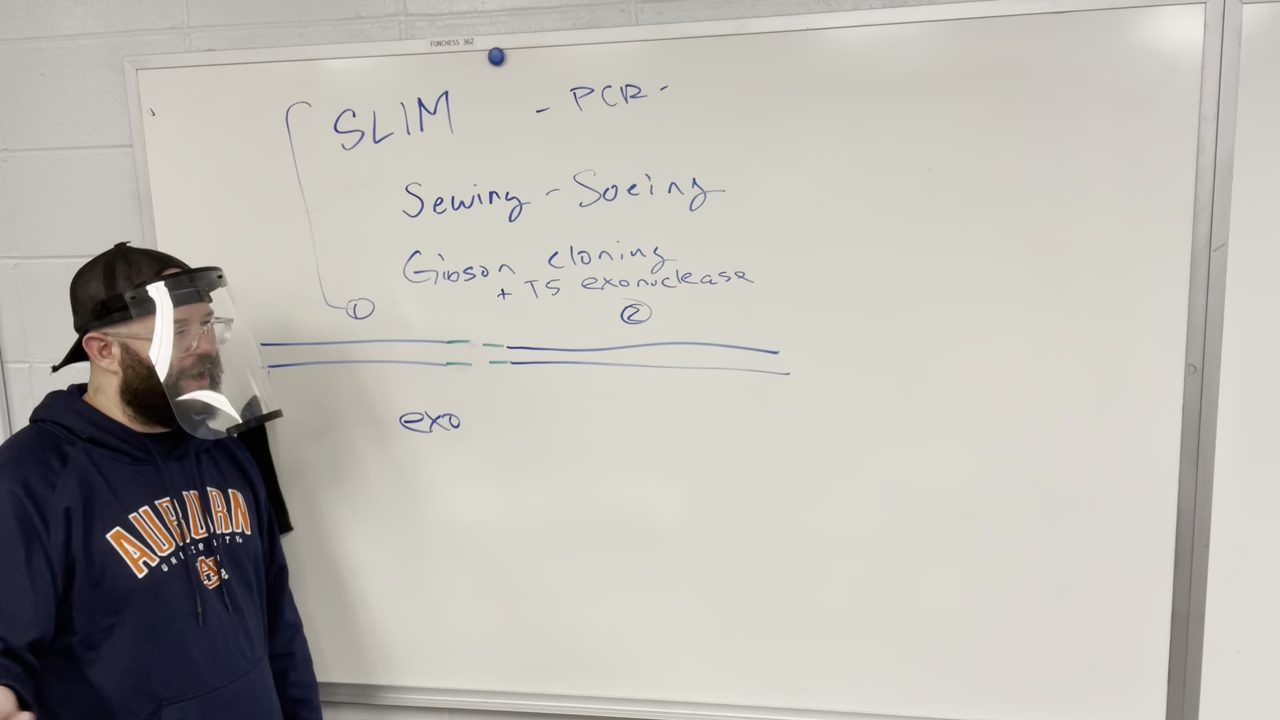 FUNCHESS 362
SLIM - PCR -
Sewing - Soeing
Gibson cloning
+ T5 exonuclease
① ②
exo
AUBURN
UNIVERSITY
AU